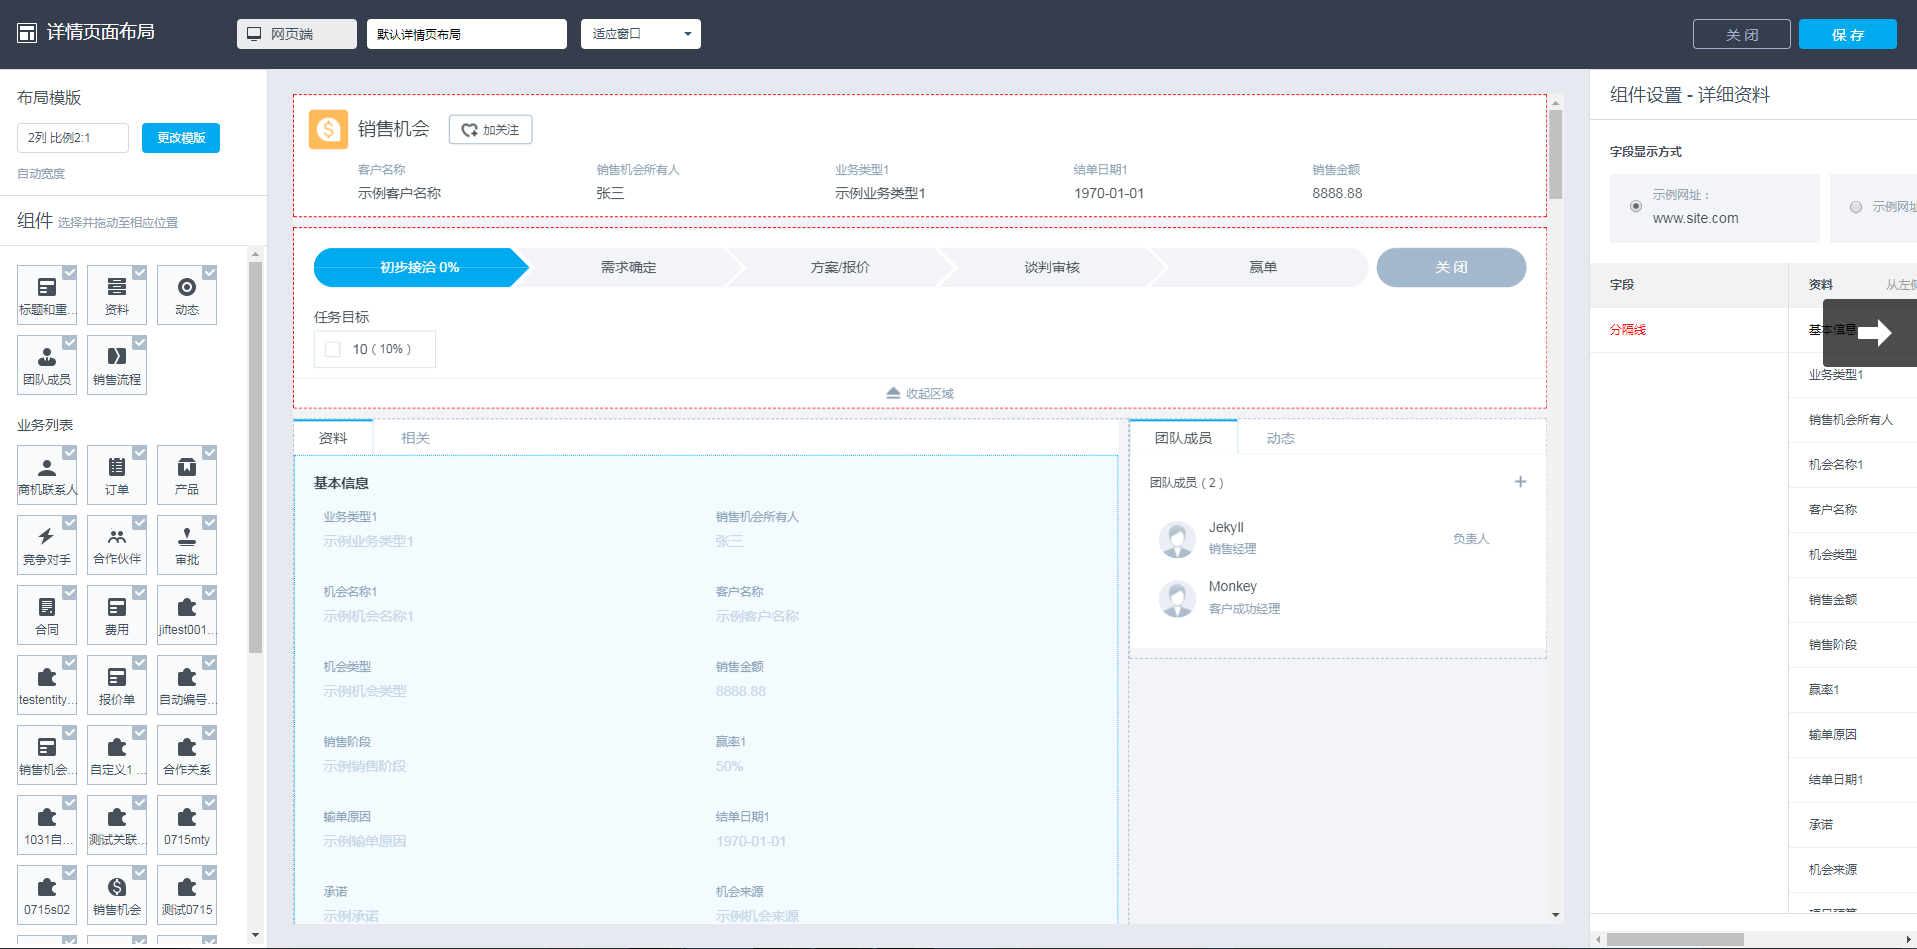 详情页面布局
网页端
默认详情页布局
适应窗口
关 闭
保 存
布局模版
2列 比例2:1
更改模版
自动宽度
组件 选择并拖动至相应位置
标题和重...
资料
动态
团队成员
销售流程
业务列表
商机联系人
订单
产品
竞争对手
合作伙伴
审批
合同
费用
jiftest001...
testentity...
报价单
自动编号...
销售机会...
自定义1 ...
合作关系
1031自...
测试关联...
0715mty
0715s02
销售机会
测试0715
销售机会
加关注
客户名称
销售机会所有人
业务类型1
结单日期1
销售金额
示例客户名称
张三
示例业务类型1
1970-01-01
8888.88
初步接洽 0%
需求确定
方案/报价
谈判审核
赢单
关 闭
任务目标
10 ( 10% )
收起区域
资料
相关
基本信息
业务类型1
销售机会所有人
示例业务类型1
张三
机会名称1
客户名称
示例机会名称1
示例客户名称
机会类型
销售金额
示例机会类型
8888.88
销售阶段
赢率1
示例销售阶段
50%
输单原因
结单日期1
示例输单原因
1970-01-01
承诺
机会来源
示例承诺
示例机会来源
团队成员
动态
团队成员 ( 2 )
Jekyll
销售经理
负责人
Monkey
客户成功经理
组件设置 - 详细资料
字段显示方式
示例网址：
www.site.com
示例网址
字段
资料
从左侧
分隔线
基本信息
业务类型1
销售机会所有人
机会名称1
客户名称
机会类型
销售金额
销售阶段
赢率1
输单原因
结单日期1
承诺
机会来源